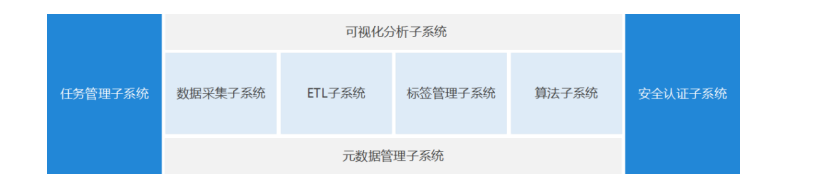 可视化分析子系统
任务管理子系统
数据采集子系统
ETL子系统
标签管理子系统
算法子系统
安全认证子系统
元数据管理子系统